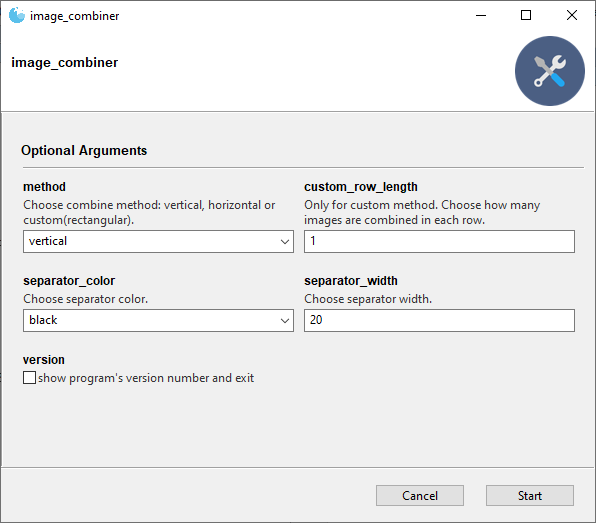 image_combiner
image_combiner
Optional Arguments
method
Choose combine method: vertical, horizontal or
custom(rectangular).
vertical
custom_row_length
Only for custom method. Choose how many
images are combined in each row.
1
separator_color
Choose separator color.
black
separator_width
Choose separator width.
20
version
show program's version number and exit
Cancel
Start